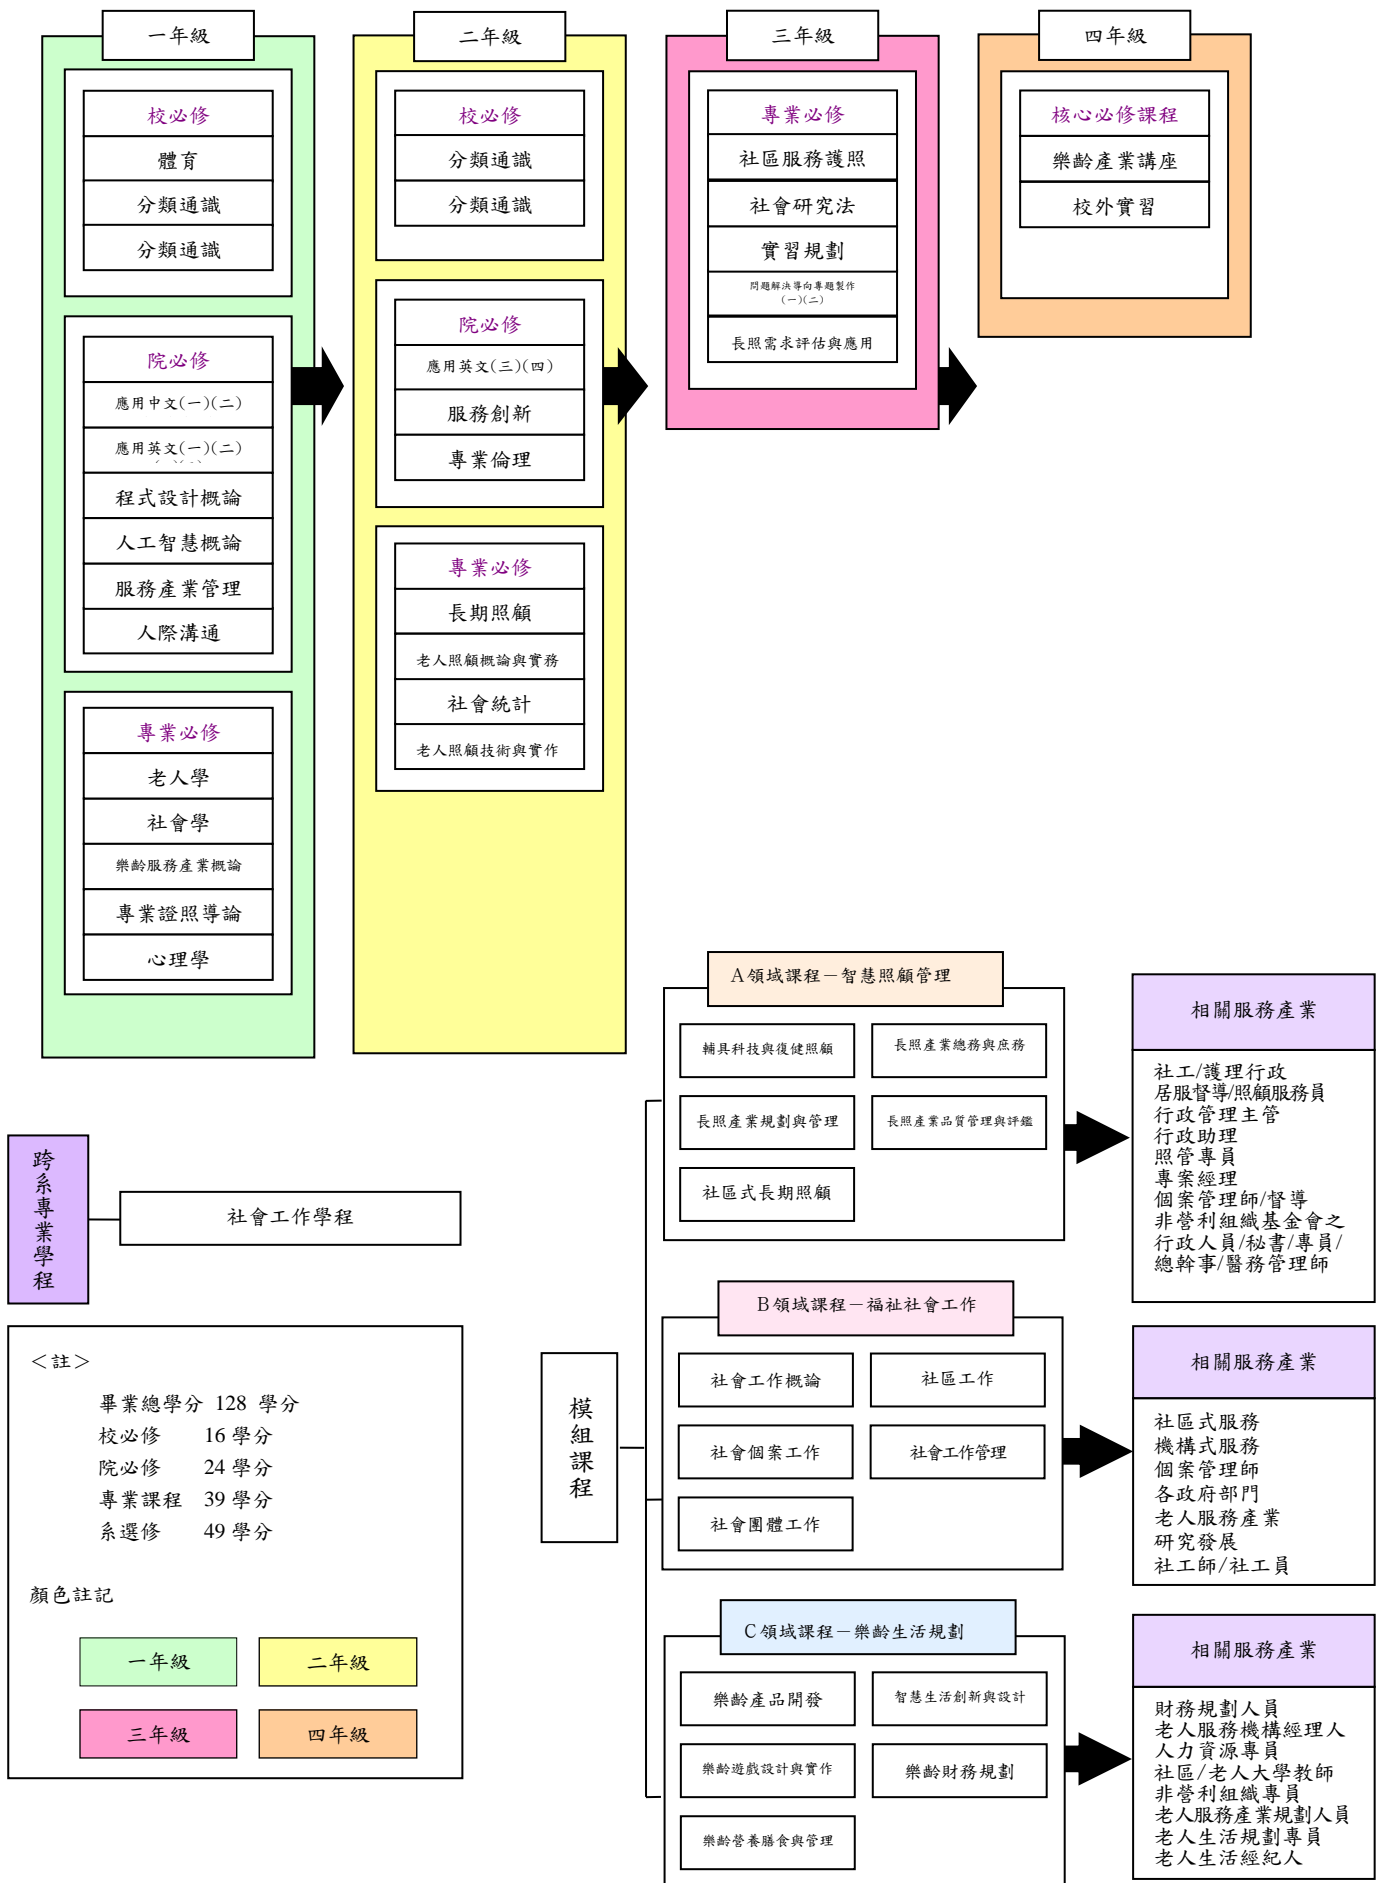 一年級
校必修
體育
分類通識
分類通識
院必修
應用中文(一)(二)
應用英文(一)(二)
程式設計概論
人工智慧概論
服務產業管理
人際溝通
專業必修
老人學
社會學
樂齡服務產業概論
專業證照導論
心理學
二年級
校必修
分類通識
分類通識
院必修
應用英文(三)(四)
服務創新
專業倫理
專業必修
長期照顧
老人照顧概論與實務
社會統計
老人照顧技術與實作
三年級
專業必修
社區服務護照
社會研究法
實習規劃
問題解決導向專題製作
(一)(二)
長照需求評估與應用
四年級
核心必修課程
樂齡產業講座
校外實習
跨系專業學程
社會工作學程
<註>
畢業總學分 128 學分
校必修 16 學分
院必修 24 學分
專業課程 39 學分
系選修 49 學分
顏色註記
一年級
二年級
三年級
四年級
模組課程
A領域課程－智慧照顧管理
輔具科技與復健照顧
長照產業總務與庶務
長照產業規劃與管理
長照產業品質管理與評鑑
社區式長期照顧
相關服務產業
社工/護理行政
居服督導/照顧服務員
行政管理主管
行政助理
照管專員
專案經理
個案管理師/督導
非營利組織基金會之
行政人員/秘書/專員/
總幹事/醫務管理師
B領域課程－福祉社會工作
社會工作概論
社區工作
社會個案工作
社會工作管理
社會團體工作
相關服務產業
社區式服務
機構式服務
個案管理師
各政府部門
老人服務產業
研究發展
社工師/社工員
C領域課程－樂齡生活規劃
樂齡產品開發
智慧生活創新與設計
樂齡遊戲設計與實作
樂齡財務規劃
樂齡營養膳食與管理
相關服務產業
財務規劃人員
老人服務機構經理人
人力資源專員
社區/老人大學教師
非營利組織專員
老人服務產業規劃人員
老人生活規劃專員
老人生活經紀人